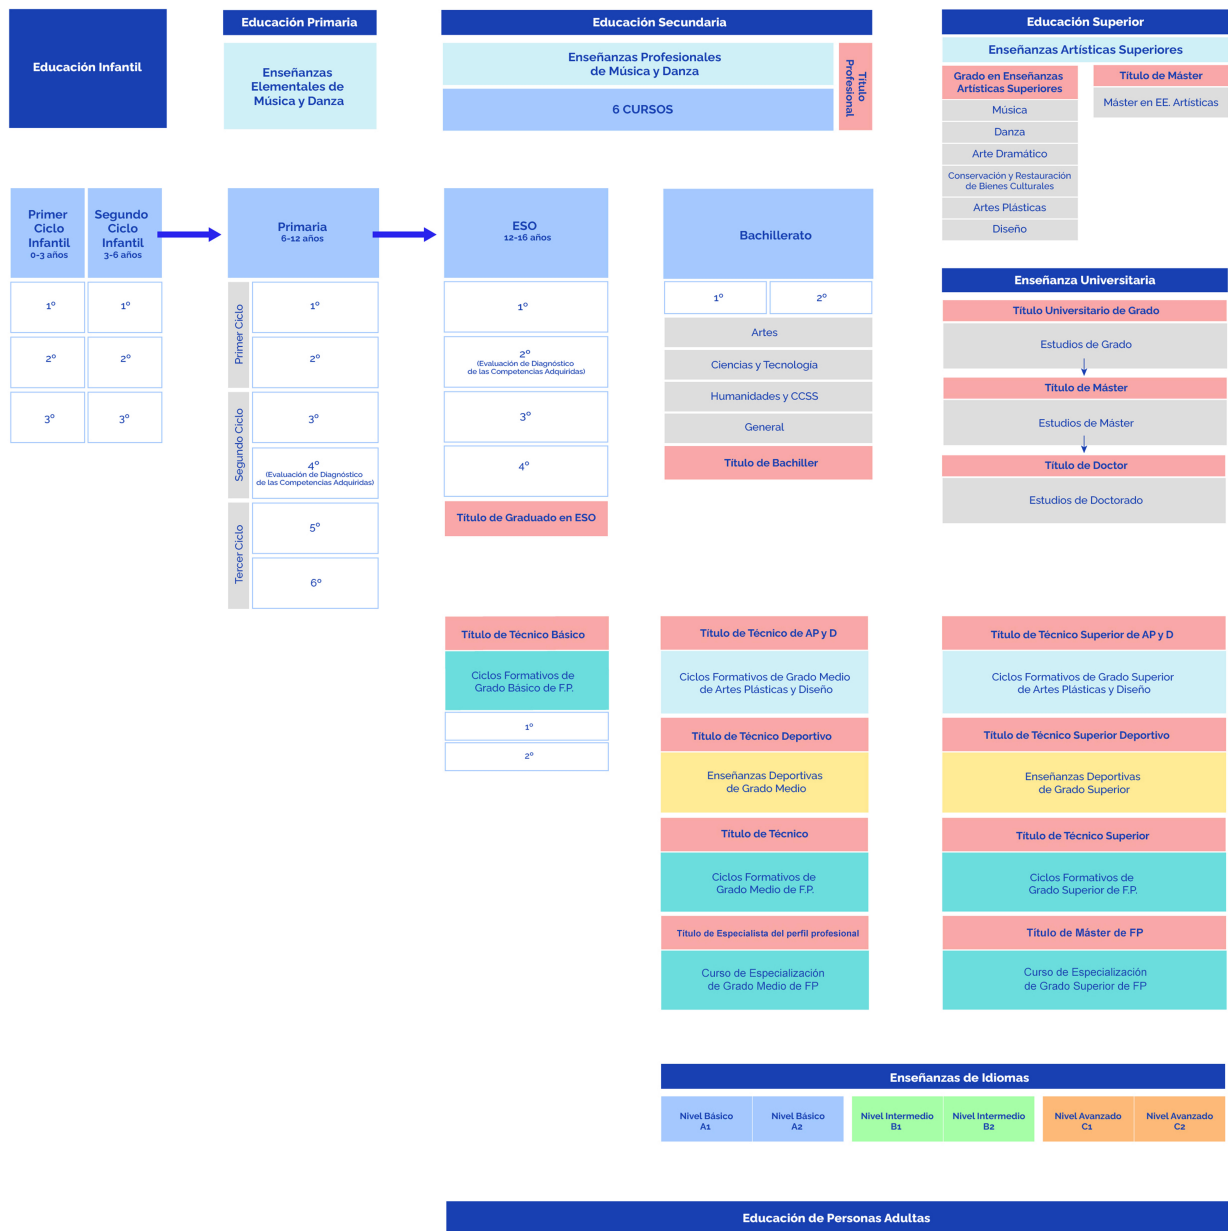 Educación Infantil
Educación Primaria
Enseñanzas
Elementales de
Música y Danza
Educación Secundaria
Enseñanzas Profesionales
de Música y Danza
6 CURSOS
Título
Profesional
Educación Superior
Enseñanzas Artísticas Superiores
Grado en Enseñanzas
Artísticas Superiores
Música
Danza
Arte Dramático
Conservación y Restauración
de Bienes Culturales
Artes Plásticas
Diseño
Título de Máster
Máster en EE. Artísticas
Primer
Ciclo
Infantil
0-3 años
1º
2º
3º
Segundo
Ciclo
Infantil
3-6 años
1º
2º
3º
Primaria
6-12 años
Primer Ciclo
1º
2º
Segundo Ciclo
3º
4º
(Evaluación de Diagnóstico
de las Competencias Adquiridas)
Tercer Ciclo
5º
6º
ESO
12-16 años
1º
2º
(Evaluación de Diagnóstico
de las Competencias Adquiridas)
3º
4º
Título de Graduado en ESO
Bachillerato
1º
2º
Artes
Ciencias y Tecnología
Humanidades y CCSS
General
Título de Bachiller
Enseñanza Universitaria
Título Universitario de Grado
Estudios de Grado
Título de Máster
Estudios de Máster
Título de Doctor
Estudios de Doctorado
Título de Técnico Básico
Ciclos Formativos de
Grado Básico de F.P.
1º
2º
Título de Técnico de AP y D
Ciclos Formativos de Grado Medio
de Artes Plásticas y Diseño
Título de Técnico Deportivo
Enseñanzas Deportivas
de Grado Medio
Título de Técnico
Ciclos Formativos de
Grado Medio de F.P.
Título de Especialista del perfil profesional
Curso de Especialización
de Grado Medio de FP
Título de Técnico Superior de AP y D
Ciclos Formativos de Grado Superior
de Artes Plásticas y Diseño
Título de Técnico Superior Deportivo
Enseñanzas Deportivas
de Grado Superior
Título de Técnico Superior
Ciclos Formativos de
Grado Superior de F.P.
Título de Máster de FP
Curso de Especialización
de Grado Superior de FP
Enseñanzas de Idiomas
Nivel Básico
A1
Nivel Básico
A2
Nivel Intermedio
B1
Nivel Intermedio
B2
Nivel Avanzado
C1
Nivel Avanzado
C2
Educación de Personas Adultas